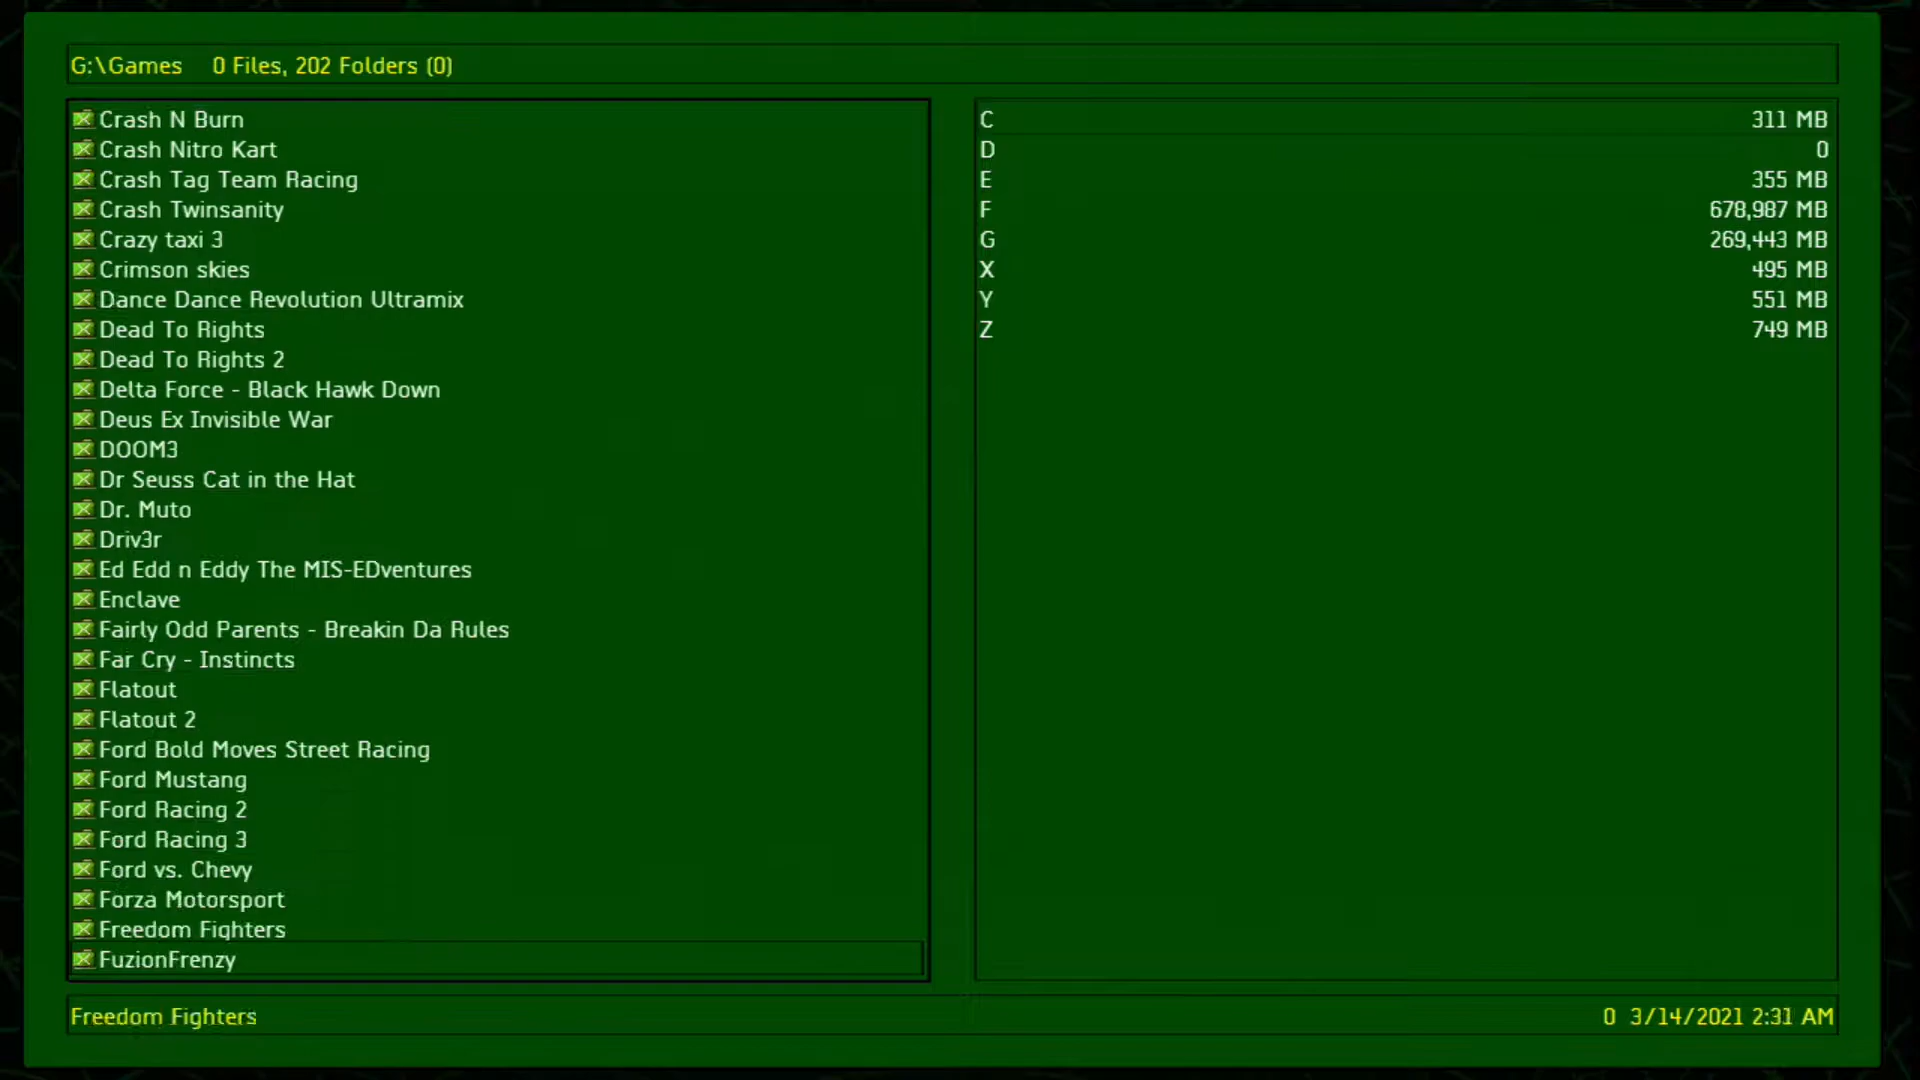 G:\Games 0 Files, 202 Folders (0)
Crash N Burn
Crash Nitro Kart
Crash Tag Team Racing
Crash Twinsanity
Crazy taxi 3
Crimson skies
Dance Dance Revolution Ultramix
Dead To Rights
Dead To Rights 2
Delta Force - Black Hawk Down
Deus Ex Invisible War
DOOM3
Dr Seuss Cat in the Hat
Dr. Muto
Driv3r
Ed Edd n Eddy The MIS-EDventures
Enclave
Fairly Odd Parents - Breakin Da Rules
Far Cry - Instincts
Flatout
Flatout 2
Ford Bold Moves Street Racing
Ford Mustang
Ford Racing 2
Ford Racing 3
Ford vs. Chevy
Forza Motorsport
Freedom Fighters
FuzionFrenzy
C 311 MB
D 0
E 355 MB
F 678,987 MB
G 269,443 MB
X 495 MB
Y 551 MB
Z 749 MB
Freedom Fighters 0 3/14/2021 2:31 AM